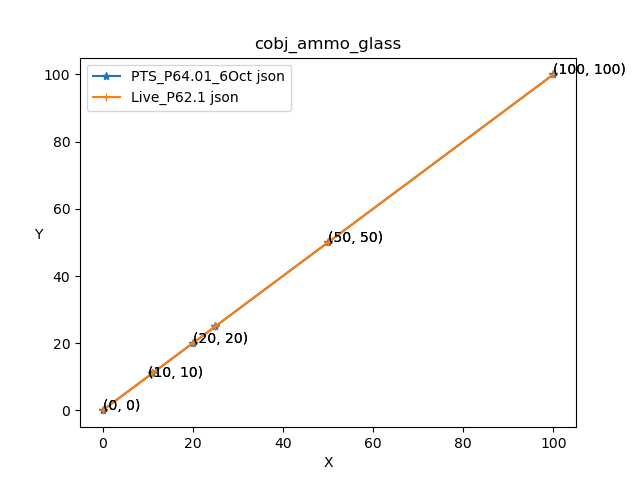 cobj_ammo_glass
PTS_P64.01_6Oct json
Live_P62.1 json
100
80
60
40
20
0
Y
(100, 100)
(50, 50)
(20, 20)
(10, 10)
(0, 0)
0 20 40 60 80 100
X